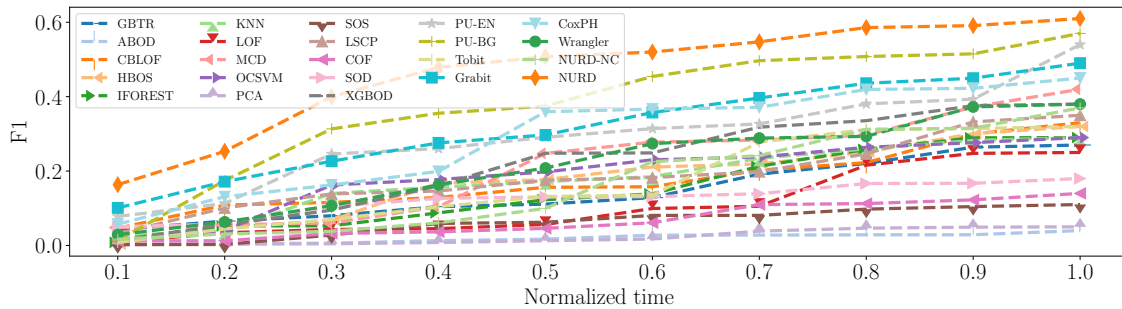 F1
0.6
0.4
0.2
0.0
GBTR
ABOD
CBLOF
HBOS
IFOREST
KNN
LOF
MCD
OCSVM
PCA
SOS
LSCP
COF
SOD
XGBOD
PU-EN
PU-BG
Tobit
Grabit
CoxPH
Wrangler
NURD-NC
NURD
0.1 0.2 0.3 0.4 0.5 0.6 0.7 0.8 0.9 1.0
Normalized time